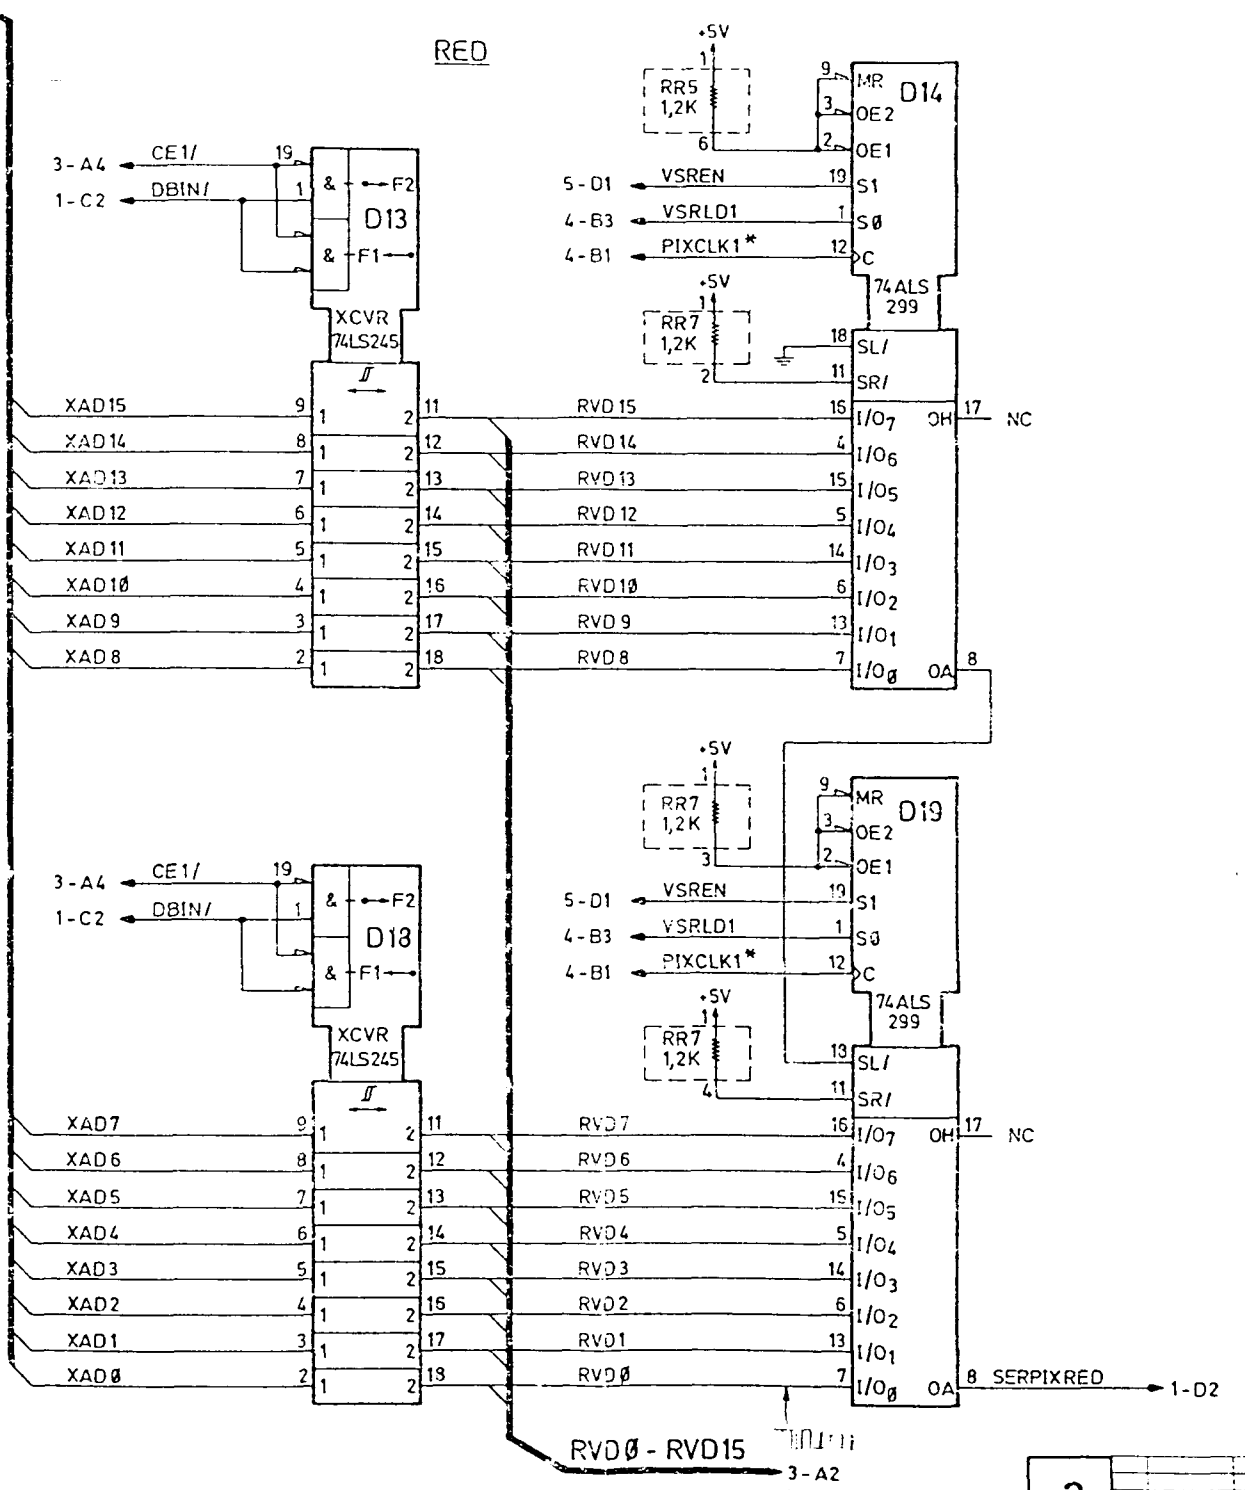 RED
+5V
1
RR5
1,2K
6
9 MR D14
3 OE2
2 OE1
5-D1 VSREN 19 S1
4-B3 VSRLD1 1 SØ
4-B1 PIXCLK1* 12 C
74ALS
299
3-A4 CE1/ 19
1-C2 DBIN/ 1
& F2
D13
& F1
XCVR
74LS245
+5V
1
RR7
1,2K
2
18 SL/
11 SR/
XAD15 9 1 2 11 RVD15 16 I/O7 OH 17 NC
XAD14 8 1 2 12 RVD14 4 I/O6
XAD13 7 1 2 13 RVD13 15 I/O5
XAD12 6 1 2 14 RVD12 5 I/O4
XAD11 5 1 2 15 RVD11 14 I/O3
XAD1Ø 4 1 2 16 RVD1Ø 6 I/O2
XAD9 3 1 2 17 RVD9 13 I/O1
XAD8 2 1 2 18 RVD8 7 I/OØ OA 8
+5V
1
RR7
1,2K
3
9 MR D19
3 OE2
2 OE1
5-D1 VSREN 19 S1
4-B3 VSRLD1 1 SØ
4-B1 PIXCLK1* 12 C
74ALS
299
3-A4 CE1/ 19
1-C2 DBIN/ 1
& F2
D18
& F1
XCVR
74LS245
+5V
1
RR7
1,2K
4
18 SL/
11 SR/
XAD7 9 1 2 11 RVD7 16 I/O7 OH 17 NC
XAD6 8 1 2 12 RVD6 4 I/O6
XAD5 7 1 2 13 RVD5 15 I/O5
XAD4 6 1 2 14 RVD4 5 I/O4
XAD3 5 1 2 15 RVD3 14 I/O3
XAD2 4 1 2 16 RVD2 6 I/O2
XAD1 3 1 2 17 RVD1 13 I/O1
XADØ 2 1 2 18 RVDØ 7 I/OØ OA 8 SERPIXRED 1-D2
RVDØ - RVD15
3-A2